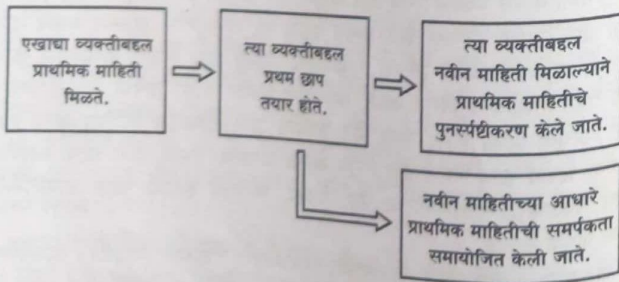 एखाद्या व्यक्तीबद्दल
प्राथमिक माहिती
मिळते.
त्या व्यक्तीबद्दल
प्रथम छाप
तयार होते.
त्या व्यक्तीबद्दल
नवीन माहिती मिळाल्याने
प्राथमिक माहितीचे
पुनर्स्पष्टीकरण केले जाते.
नवीन माहितीच्या आधारे
प्राथमिक माहितीची समर्पकता
समायोजित केली जाते.